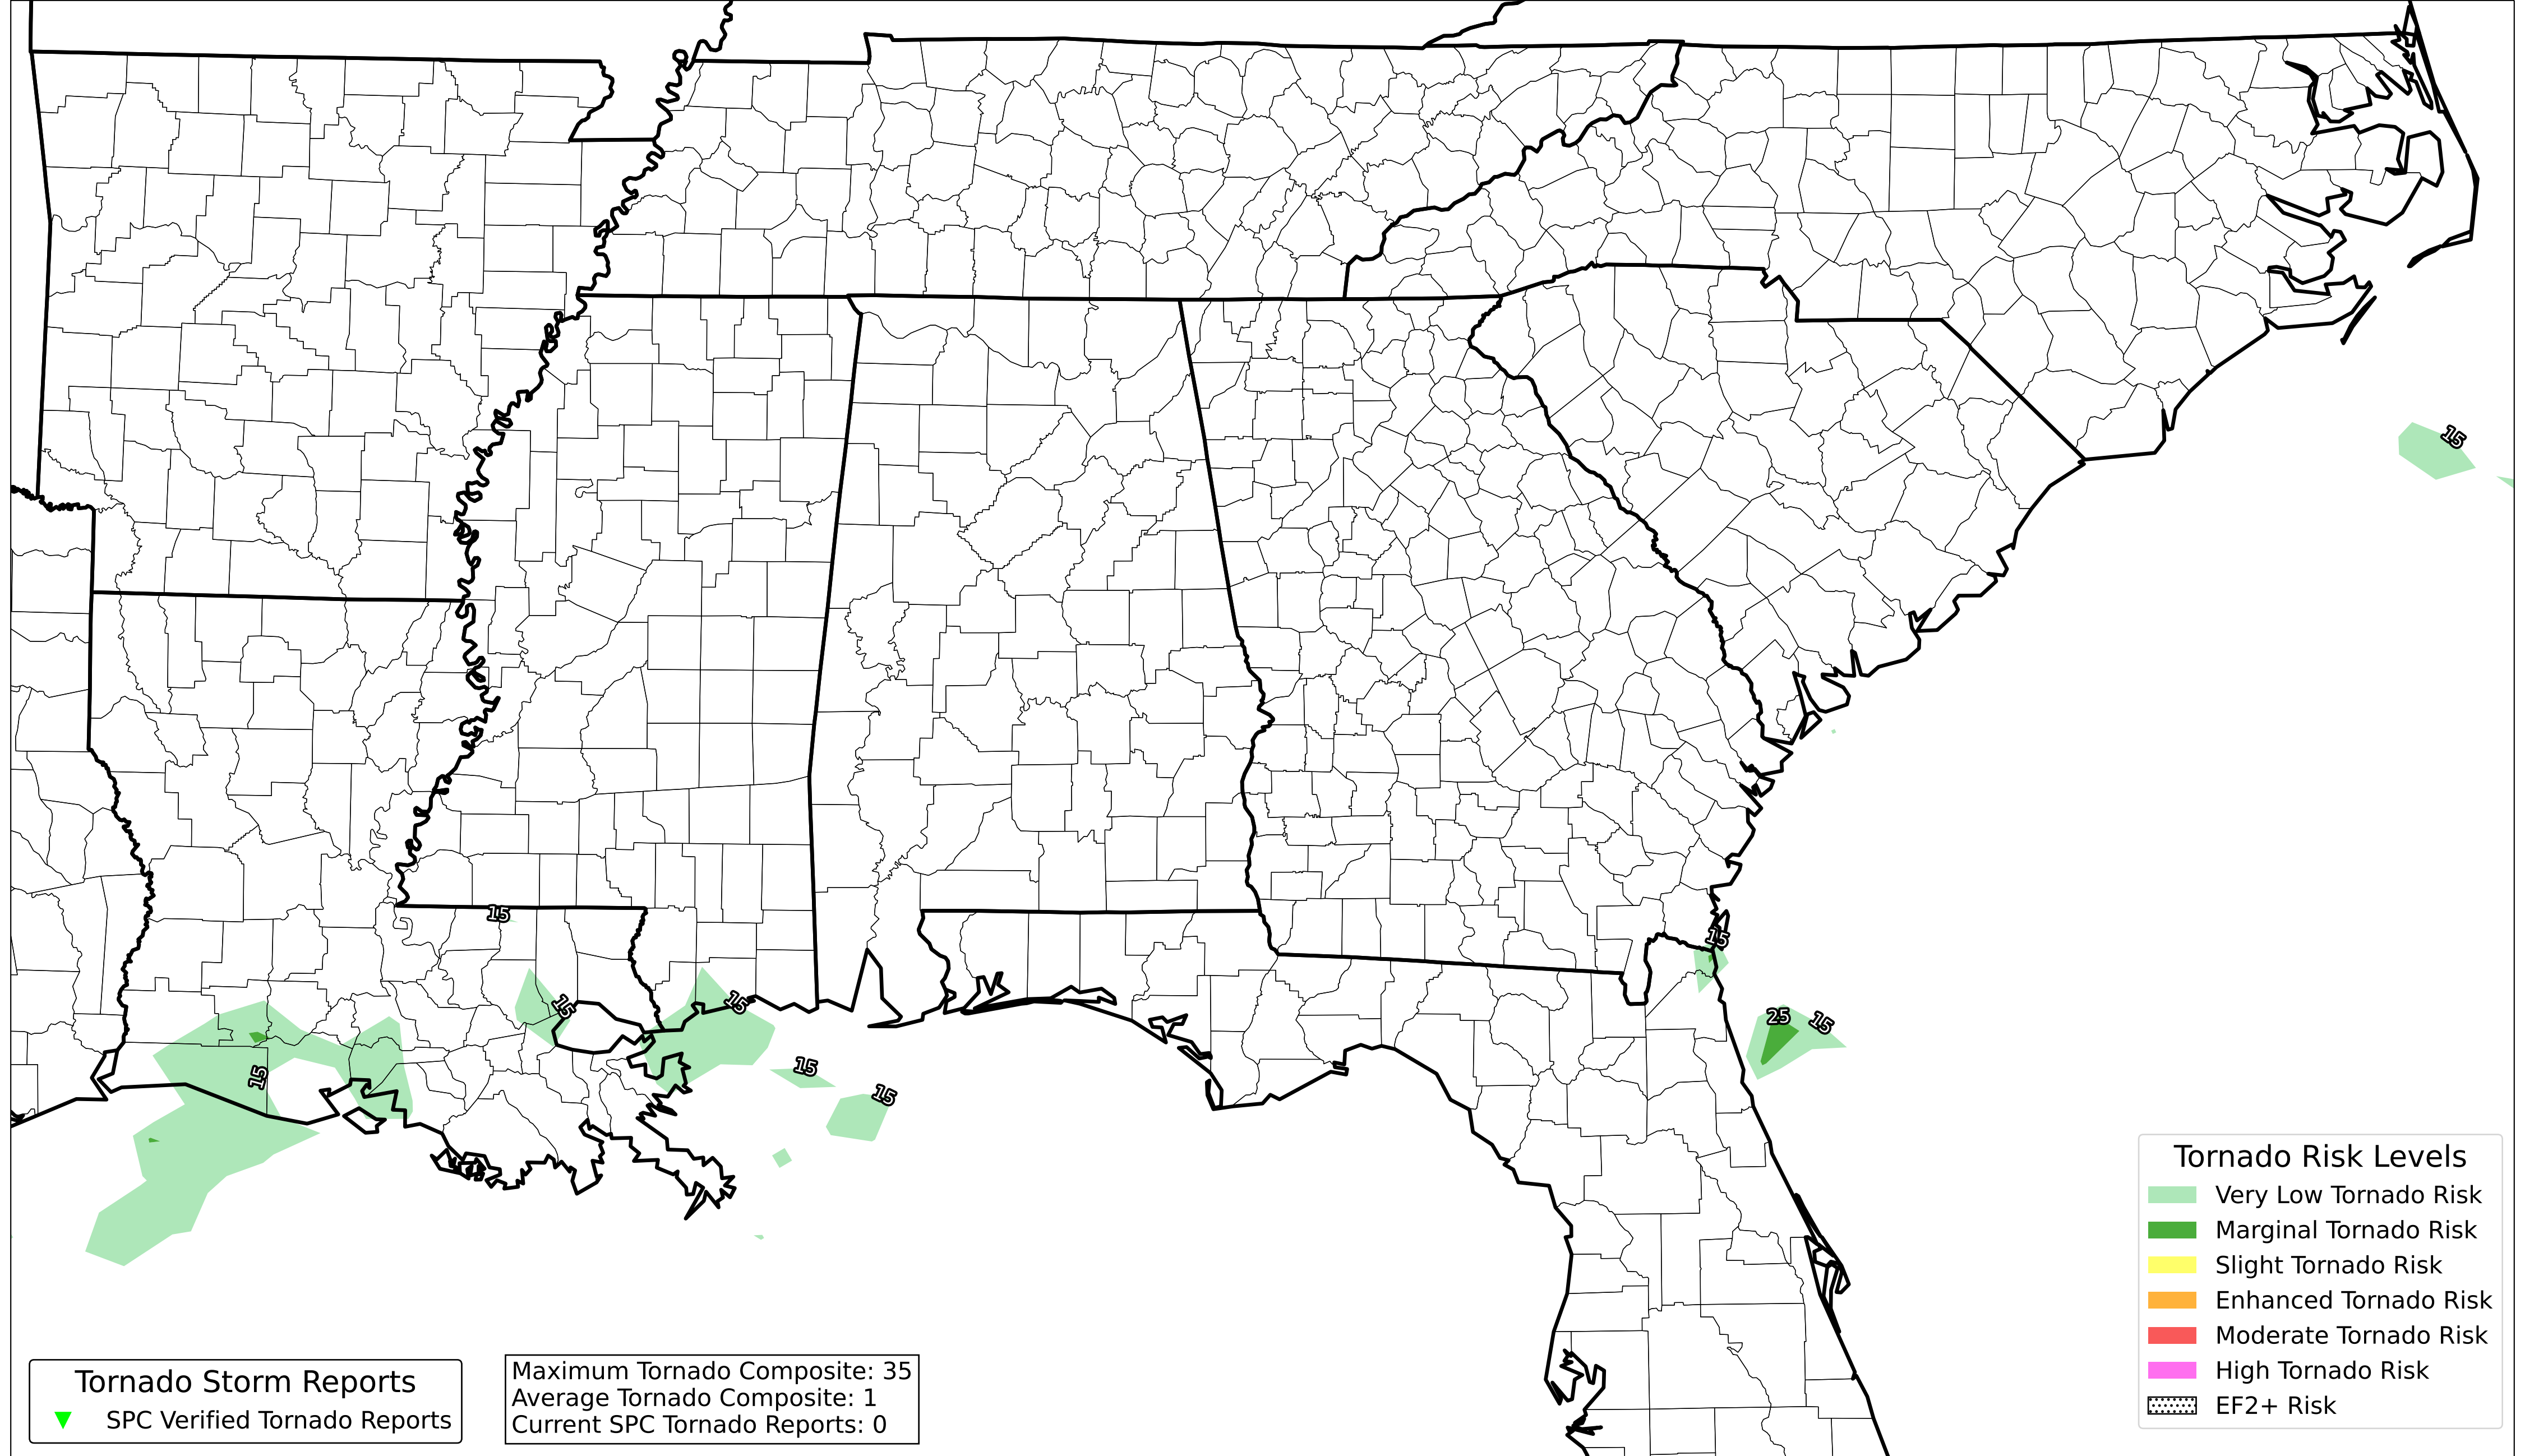 15
15
15
15
15
15
25
15
15
15
15
Tornado Risk Levels
Very Low Tornado Risk
Marginal Tornado Risk
Slight Tornado Risk
Enhanced Tornado Risk
Moderate Tornado Risk
High Tornado Risk
EF2+ Risk
Tornado Storm Reports
SPC Verified Tornado Reports
Maximum Tornado Composite: 35
Average Tornado Composite: 1
Current SPC Tornado Reports: 0